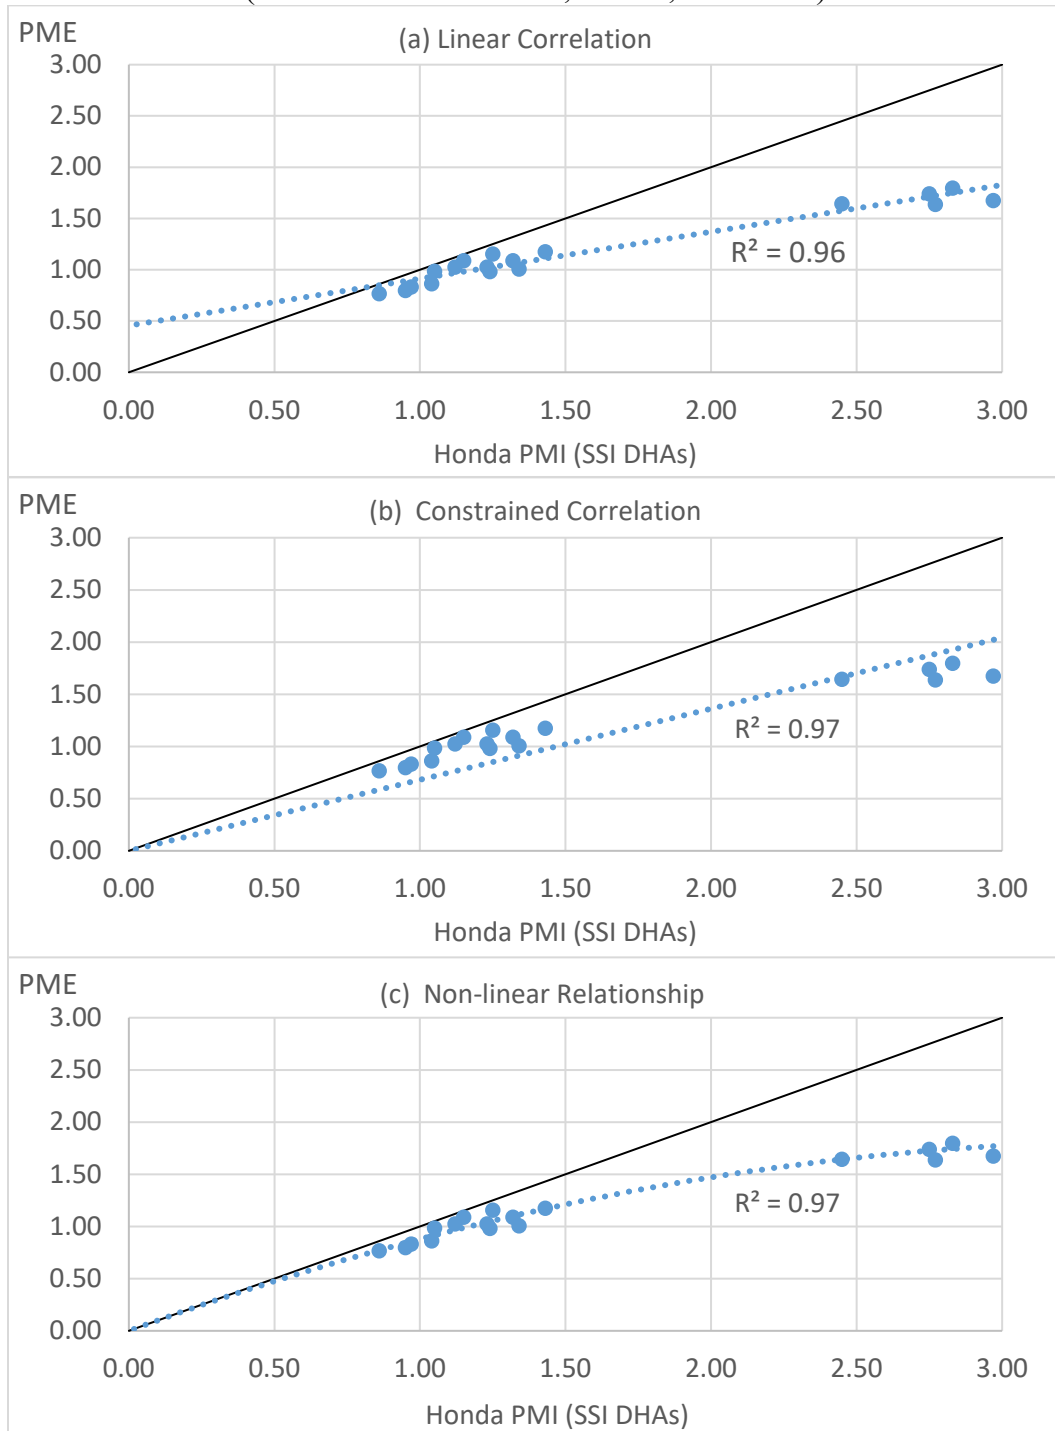 PME
(a) Linear Correlation
3.00
2.50
2.00
1.50
1.00
0.50
0.00
R² = 0.96
0.00 0.50 1.00 1.50 2.00 2.50 3.00
Honda PMI (SSI DHAs)
PME
(b) Constrained Correlation
3.00
2.50
2.00
1.50
1.00
0.50
0.00
R² = 0.97
0.00 0.50 1.00 1.50 2.00 2.50 3.00
Honda PMI (SSI DHAs)
PME
(c) Non-linear Relationship
3.00
2.50
2.00
1.50
1.00
0.50
0.00
R² = 0.97
0.00 0.50 1.00 1.50 2.00 2.50 3.00
Honda PMI (SSI DHAs)